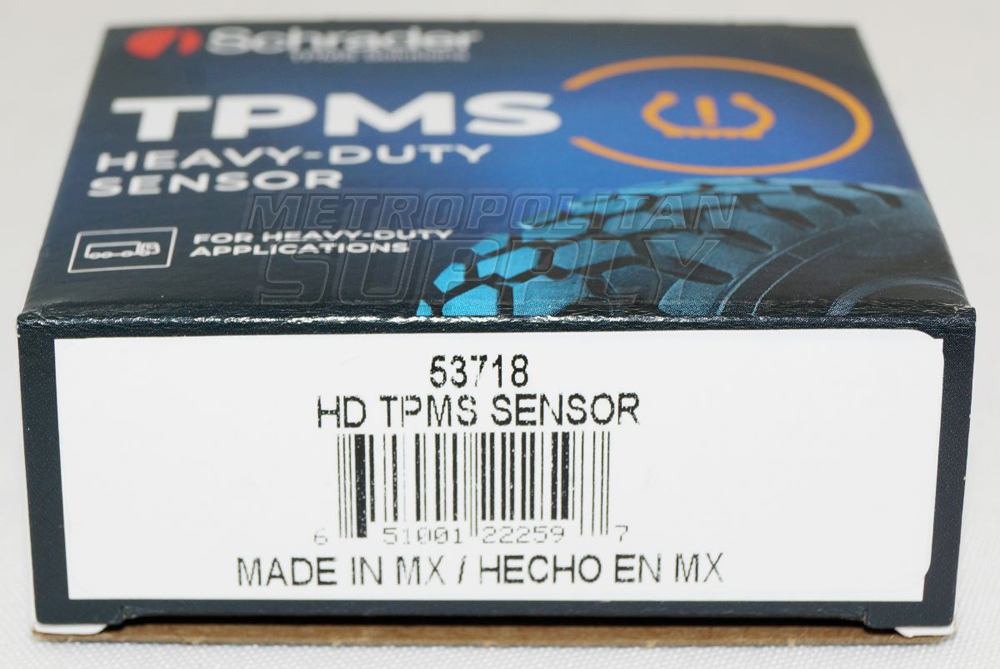 Schrader
TPMS
HEAVY-DUTY
SENSOR
FOR HEAVY-DUTY
APPLICATIONS
METROPOLITAN
SUPPLY
53718
HD TPMS SENSOR
6 51001 22259 7
MADE IN MX / HECHO EN MX